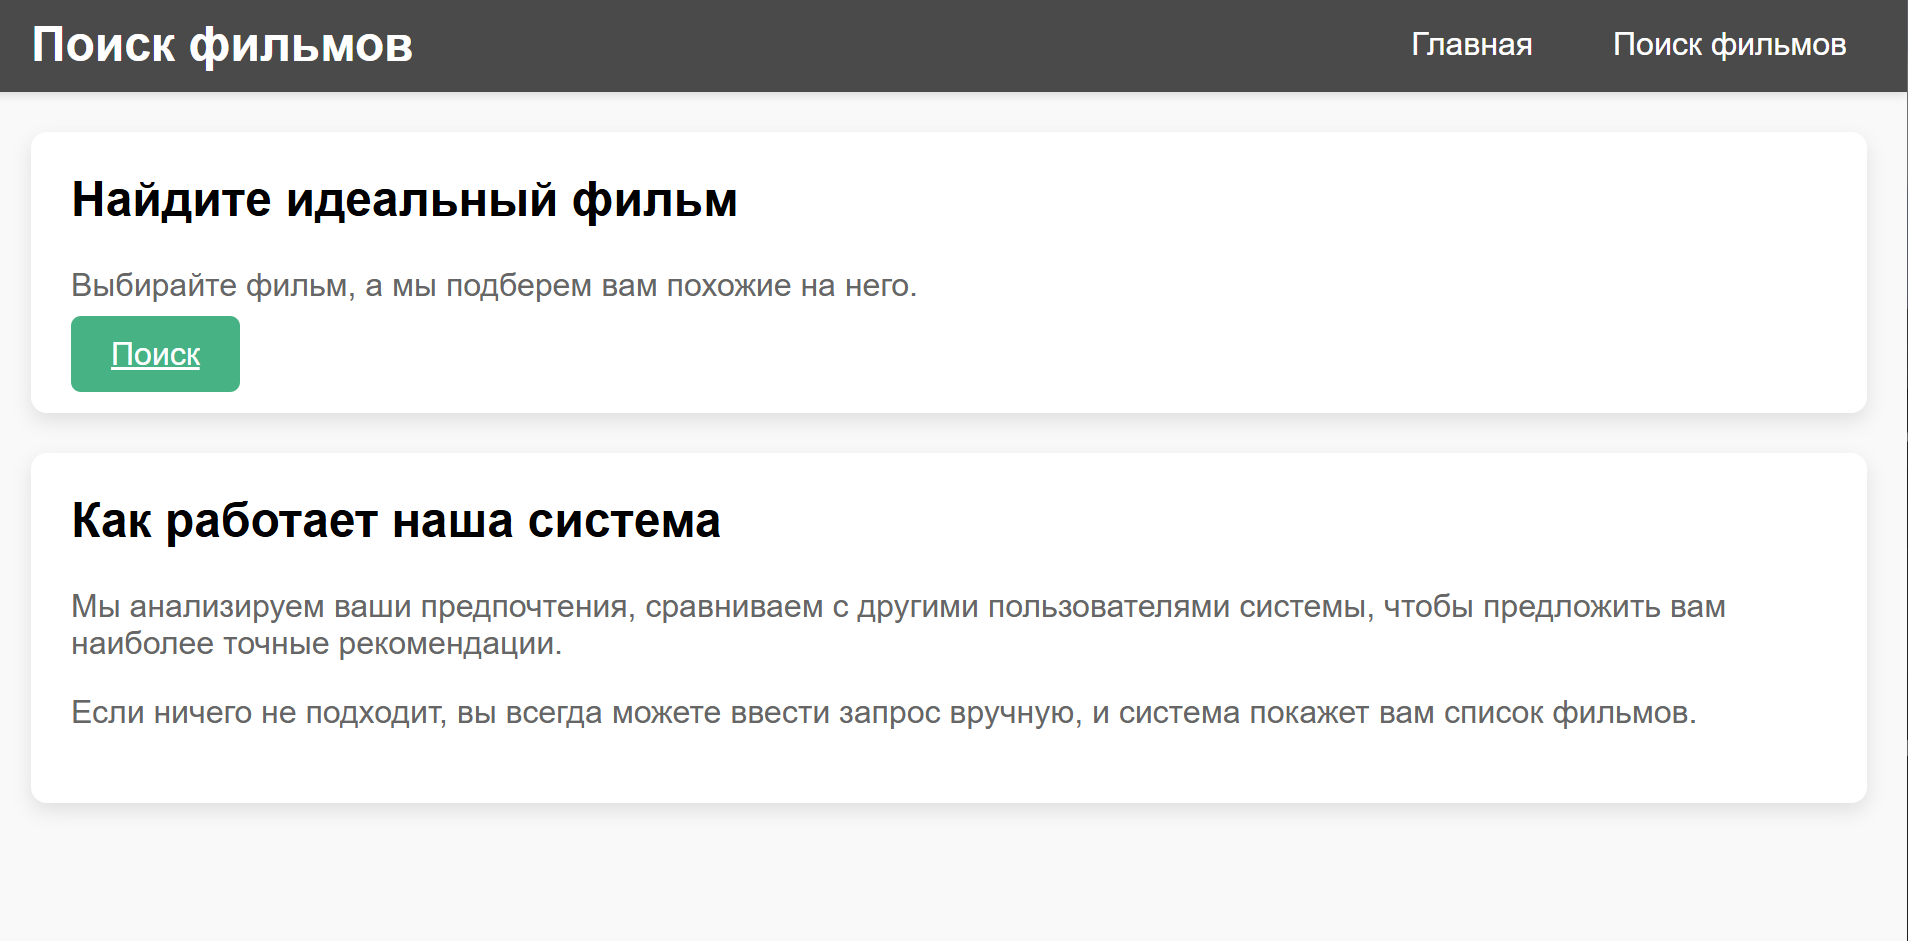 Поиск фильмов
Главная
Поиск фильмов
Найдите идеальный фильм
Выбирайте фильм, а мы подберем вам похожие на него.
Поиск
Как работает наша система
Мы анализируем ваши предпочтения, сравниваем с другими пользователями системы, чтобы предложить вам
наиболее точные рекомендации.
Если ничего не подходит, вы всегда можете ввести запрос вручную, и система покажет вам список фильмов.